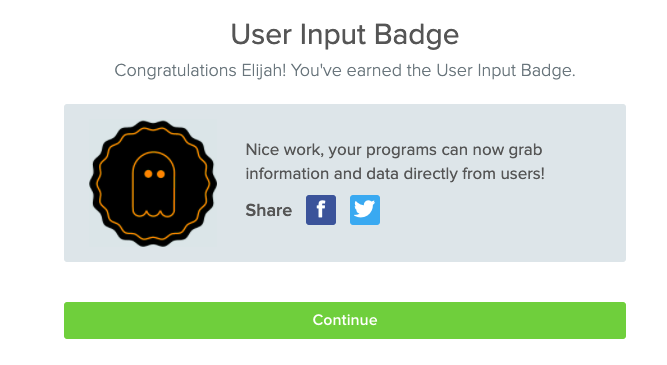 User Input Badge
Congratulations Elijah! You've earned the User Input Badge.
Nice work, your programs can now grab
information and data directly from users!
Share
Continue